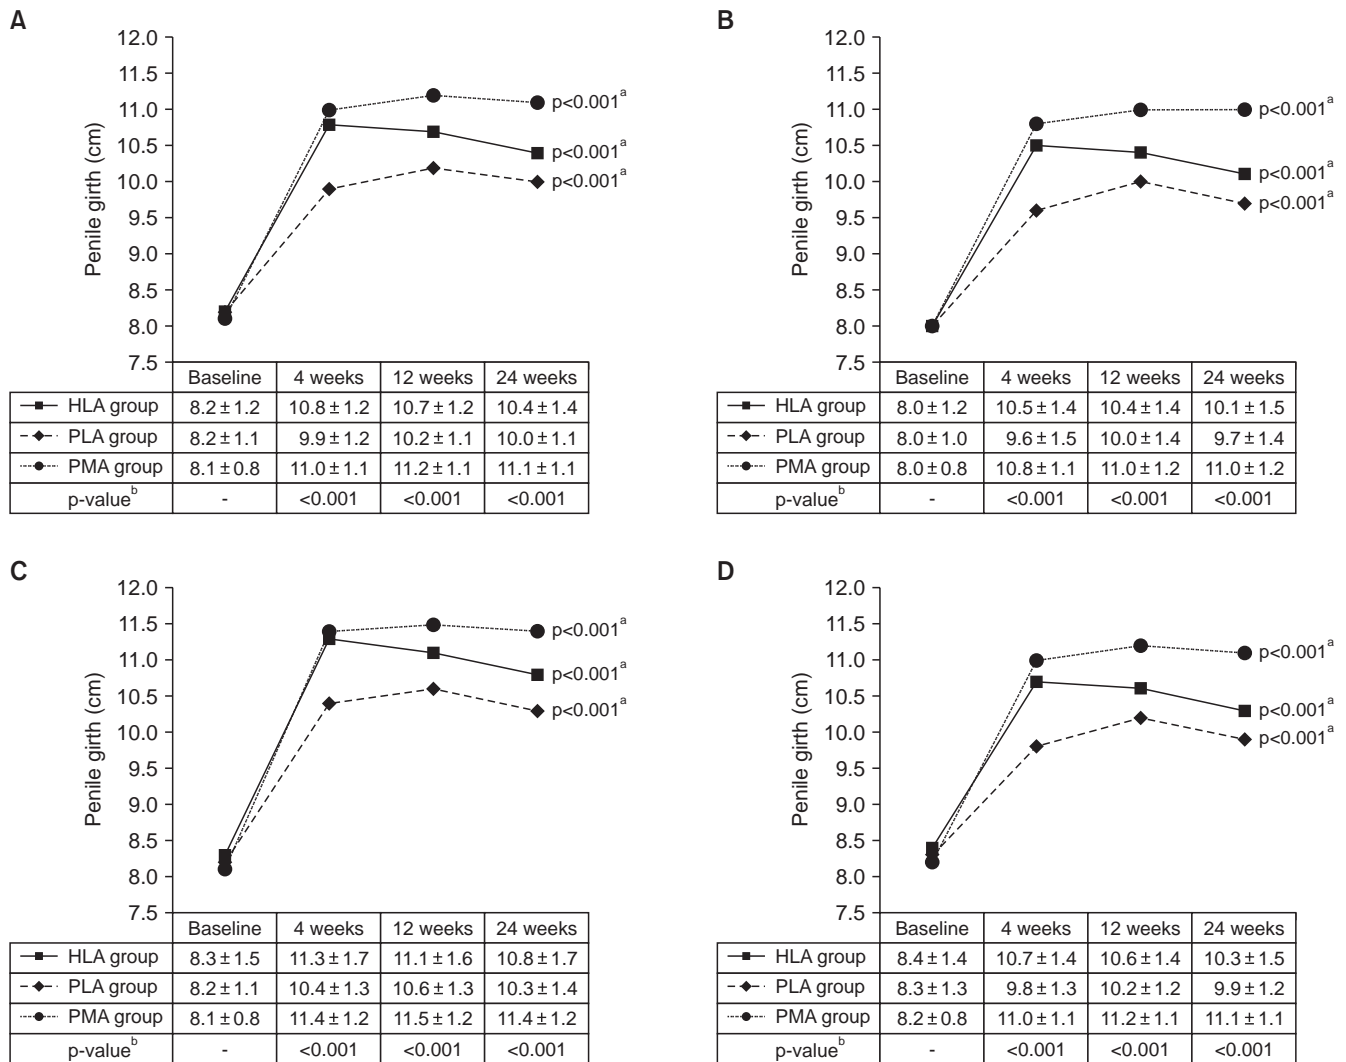 A
12.0
11.5
11.0
10.5
10.0
9.5
9.0
8.5
8.0
7.5
Penile girth (cm)
p<0.001a
p<0.001a
p<0.001a
Baseline 4 weeks 12 weeks 24 weeks
HLA group 8.2±1.2 10.8±1.2 10.7±1.2 10.4±1.4
PLA group 8.2±1.1 9.9±1.2 10.2±1.1 10.0±1.1
PMA group 8.1±0.8 11.0±1.1 11.2±1.1 11.1±1.1
p-valueb - <0.001 <0.001 <0.001
B
12.0
11.5
11.0
10.5
10.0
9.5
9.0
8.5
8.0
7.5
Penile girth (cm)
p<0.001a
p<0.001a
p<0.001a
Baseline 4 weeks 12 weeks 24 weeks
HLA group 8.0±1.2 10.5±1.4 10.4±1.4 10.1±1.5
PLA group 8.0±1.0 9.6±1.5 10.0±1.4 9.7±1.4
PMA group 8.0±0.8 10.8±1.1 11.0±1.2 11.0±1.2
p-valueb - <0.001 <0.001 <0.001
C
12.0
11.5
11.0
10.5
10.0
9.5
9.0
8.5
8.0
7.5
Penile girth (cm)
p<0.001a
p<0.001a
p<0.001a
Baseline 4 weeks 12 weeks 24 weeks
HLA group 8.3±1.5 11.3±1.7 11.1±1.6 10.8±1.7
PLA group 8.2±1.1 10.4±1.3 10.6±1.3 10.3±1.4
PMA group 8.1±0.8 11.4±1.2 11.5±1.2 11.4±1.2
p-valueb - <0.001 <0.001 <0.001
D
12.0
11.5
11.0
10.5
10.0
9.5
9.0
8.5
8.0
7.5
Penile girth (cm)
p<0.001a
p<0.001a
p<0.001a
Baseline 4 weeks 12 weeks 24 weeks
HLA group 8.4±1.4 10.7±1.4 10.6±1.4 10.3±1.5
PLA group 8.3±1.3 9.8±1.3 10.2±1.2 9.9±1.2
PMA group 8.2±0.8 11.0±1.1 11.2±1.1 11.1±1.1
p-valueb - <0.001 <0.001 <0.001